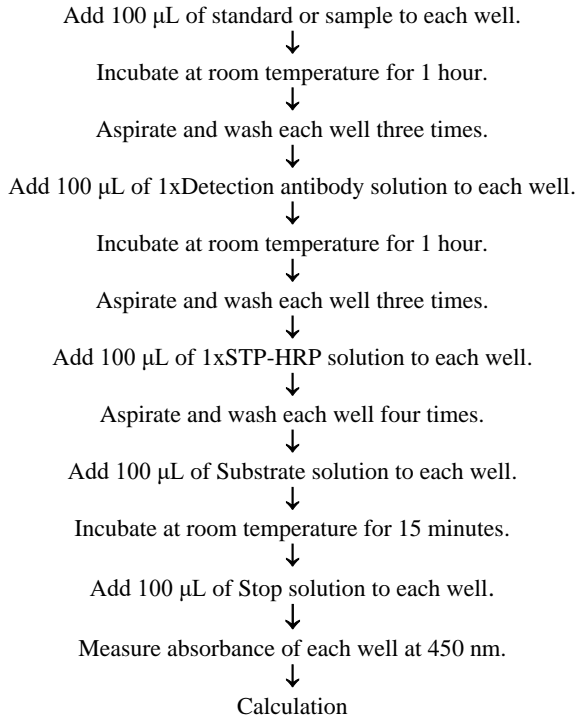 Add 100 μL of standard or sample to each well.
Incubate at room temperature for 1 hour.
Aspirate and wash each well three times.
Add 100 μL of 1xDetection antibody solution to each well.
Incubate at room temperature for 1 hour.
Aspirate and wash each well three times.
Add 100 μL of 1xSTP-HRP solution to each well.
Aspirate and wash each well four times.
Add 100 μL of Substrate solution to each well.
Incubate at room temperature for 15 minutes.
Add 100 μL of Stop solution to each well.
Measure absorbance of each well at 450 nm.
Calculation